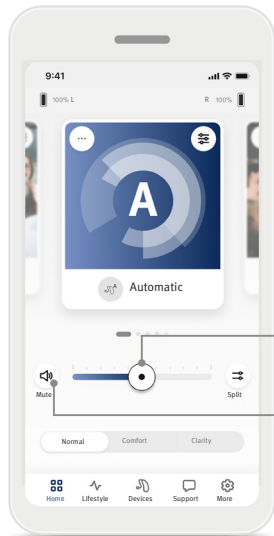 9:41
100% L R 100%
A
Automatic
Mute Split
Normal Comfort Clarity
Home Lifestyle Devices Support More